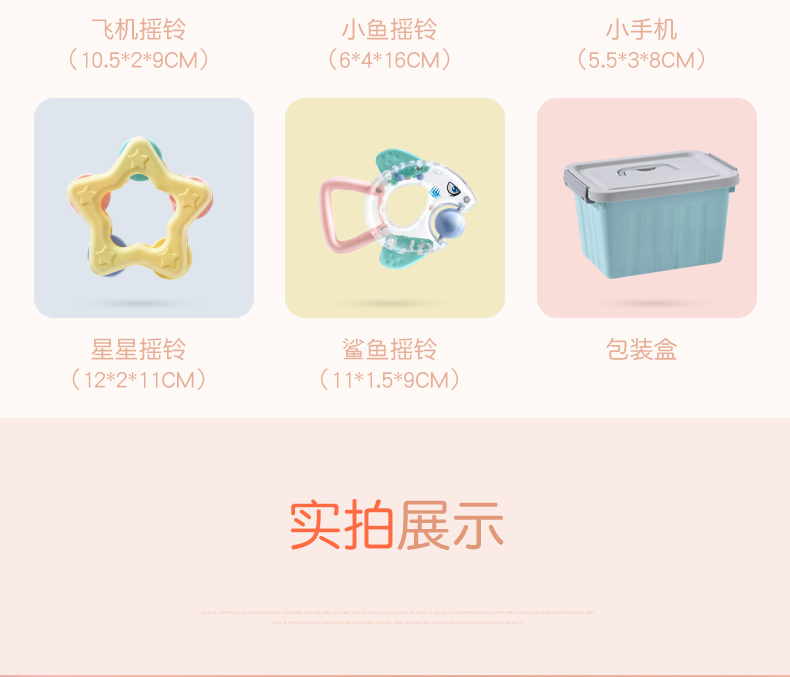 飞机摇铃
小鱼摇铃
小手机
（10.5*2*9CM）
（6*4*16CM）
（5.5*3*8CM）
星星摇铃
鲨鱼摇铃
包装盒
（12*2*11CM）
（11*1.5*9CM）
实拍展示